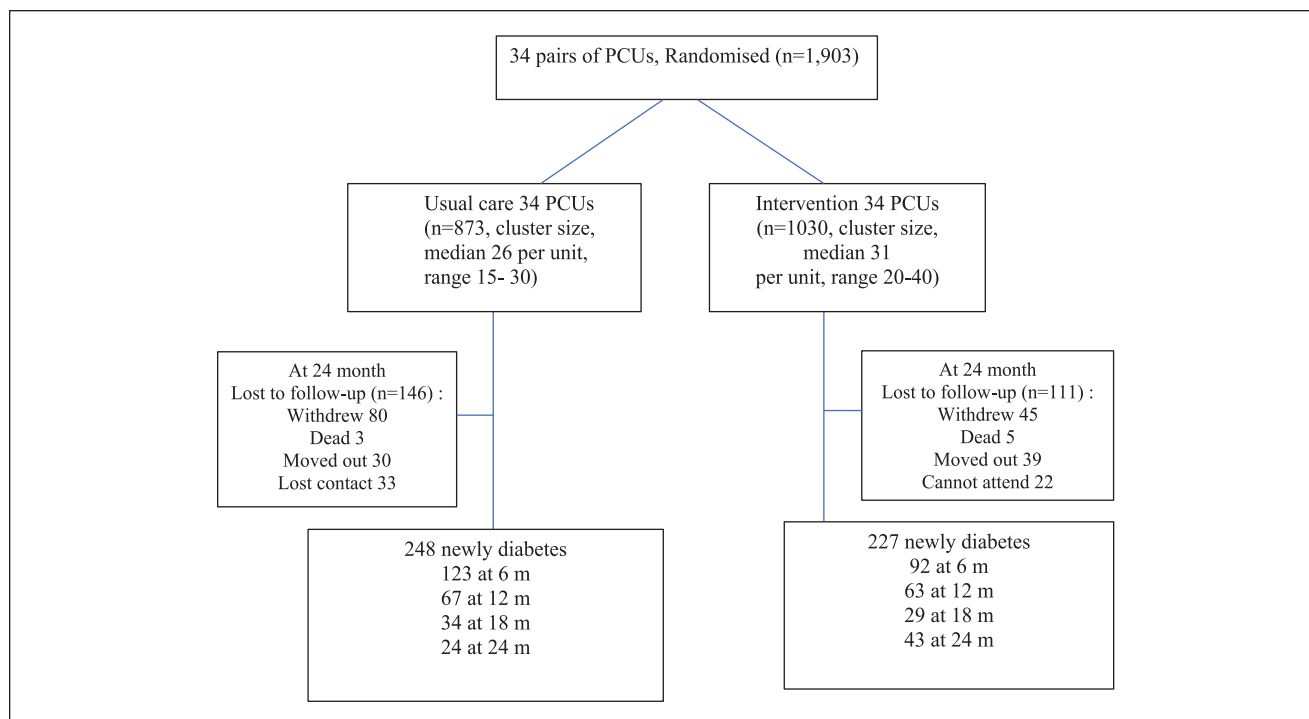 34 pairs of PCUs, Randomised (n=1,903)
Usual care 34 PCUs
(n=873, cluster size,
median 26 per unit,
range 15- 30)
Intervention 34 PCUs
(n=1030, cluster size,
median 31
per unit, range 20-40)
At 24 month
Lost to follow-up (n=146) :
Withdrew 80
Dead 3
Moved out 30
Lost contact 33
At 24 month
Lost to follow-up (n=111) :
Withdrew 45
Dead 5
Moved out 39
Cannot attend 22
248 newly diabetes
123 at 6 m
67 at 12 m
34 at 18 m
24 at 24 m
227 newly diabetes
92 at 6 m
63 at 12 m
29 at 18 m
43 at 24 m